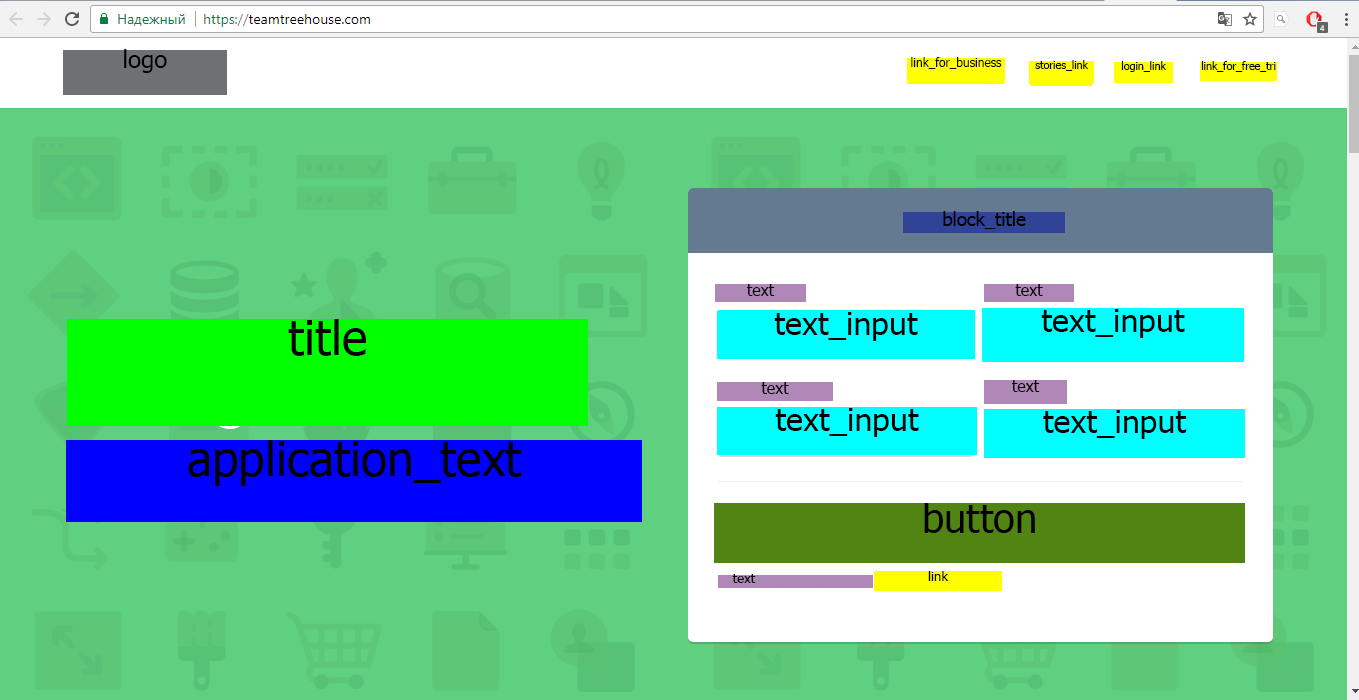 Надежный https://teamtreehouse.com
4
logo
link_for_business stories_link login_link link_for_free_tri
block_title
text text
text_input text_input
title
text text
text_input text_input
application_text
button
text link